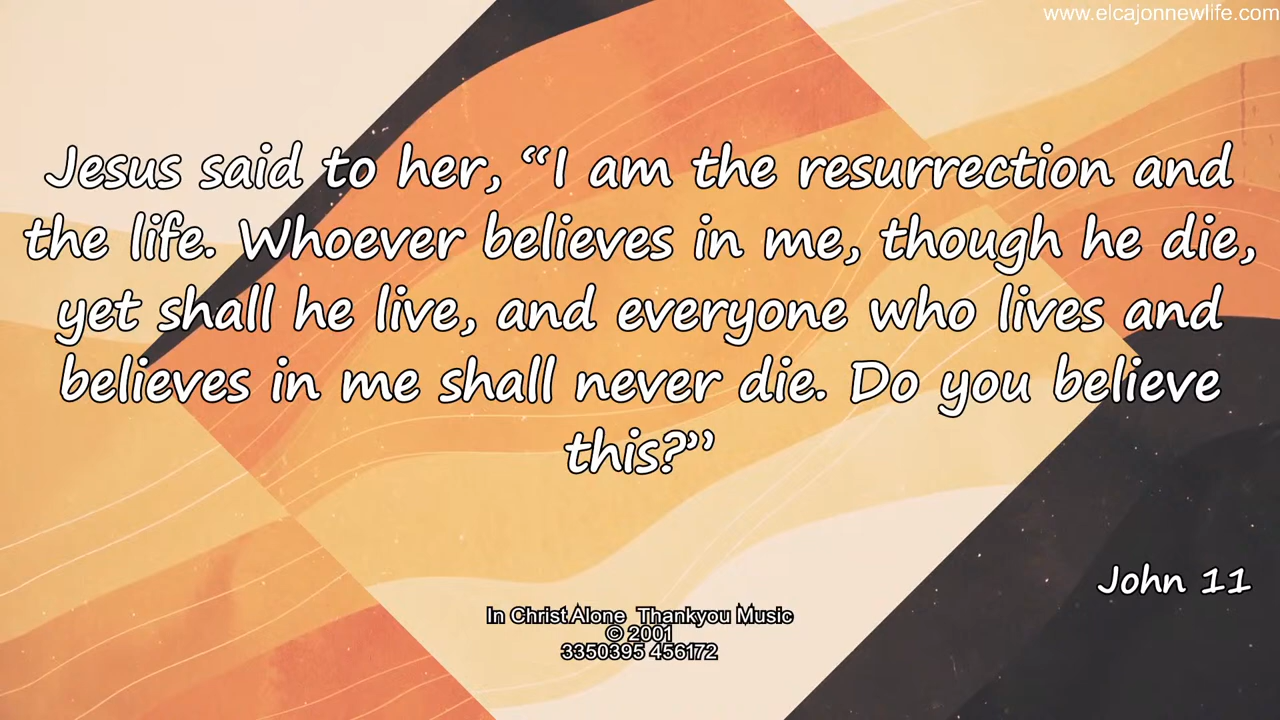 www.elcajonnewlife.com
Jesus said to her, “I am the resurrection and
the life. Whoever believes in me, though he die,
yet shall he live, and everyone who lives and
believes in me shall never die. Do you believe
this?”
John 11
In Christ Alone  Thankyou Music
© 2001
3350395 456172